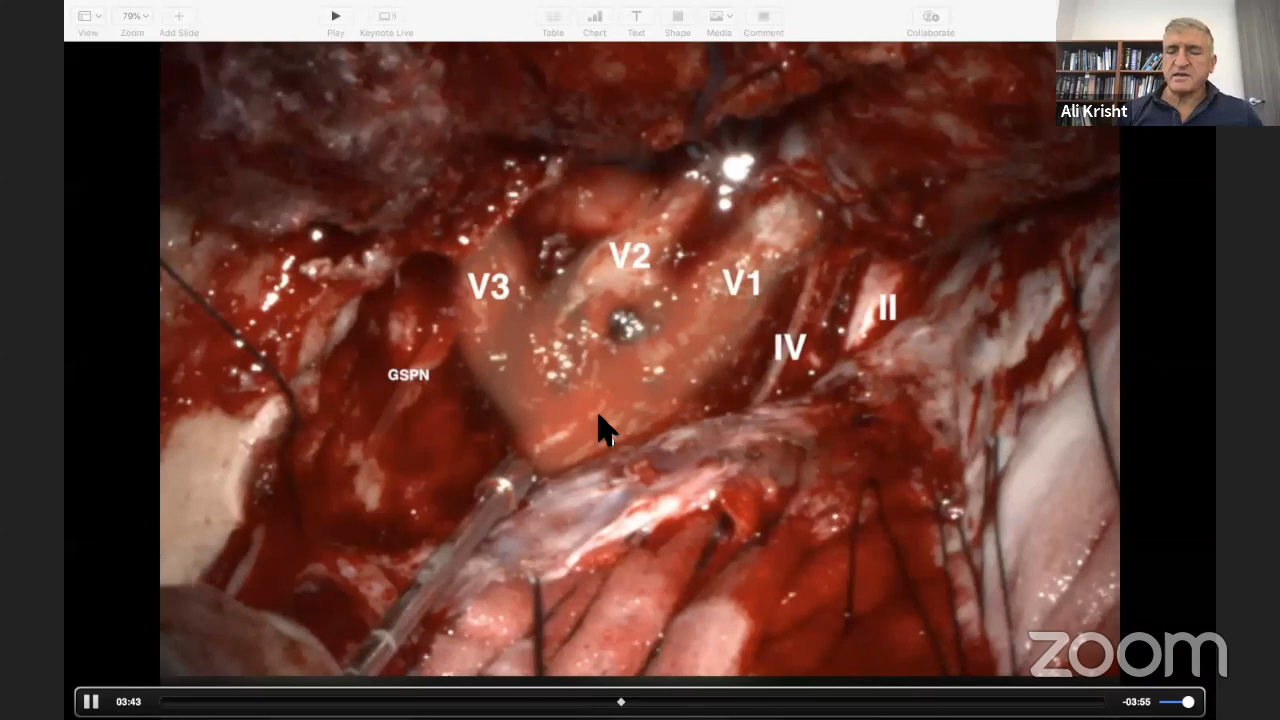 79%
View
Zoom
Add Slide
Play
Keynote Live
Table
Chart
Text
Shape
Media
Comment
Collaborate
Ali Krisht
V2
V3
V1
II
IV
GSPN
zoom
03:43
-03:55